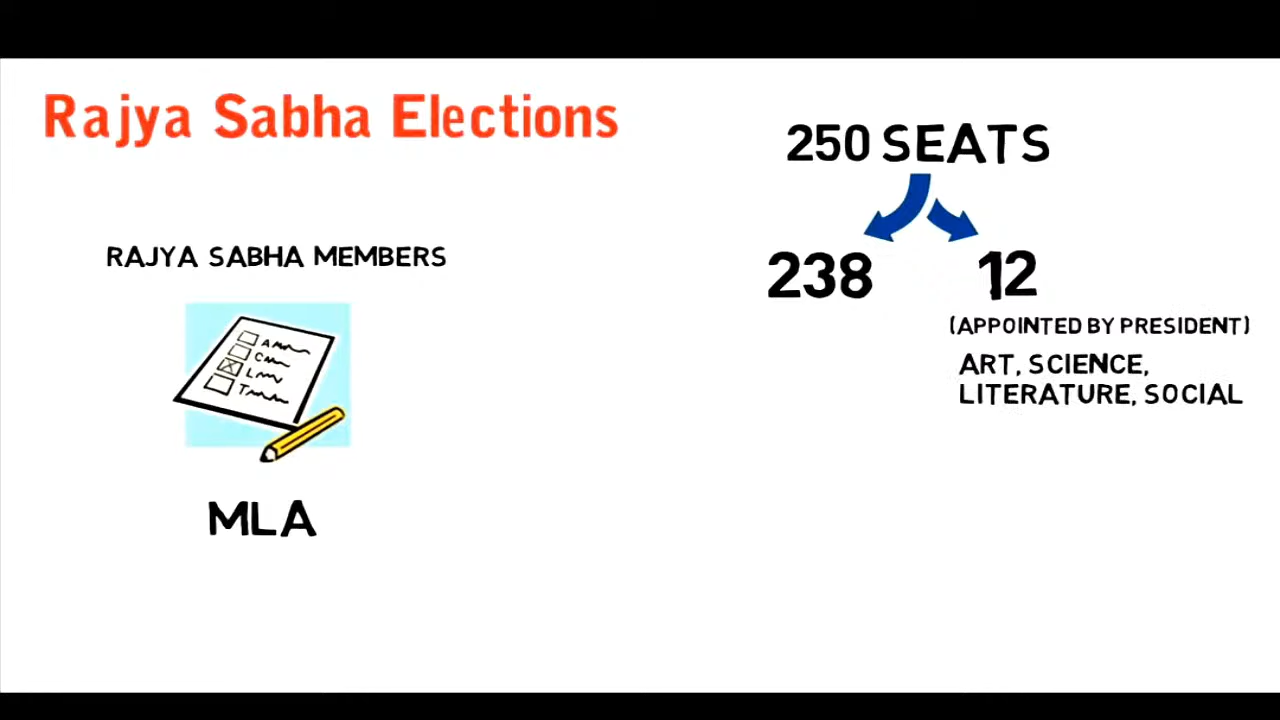 Rajya Sabha Elections
250 SEATS
RAJYA SABHA MEMBERS
238
12
(APPOINTED BY PRESIDENT)
ART, SCIENCE,
LITERATURE, SOCIAL
MLA